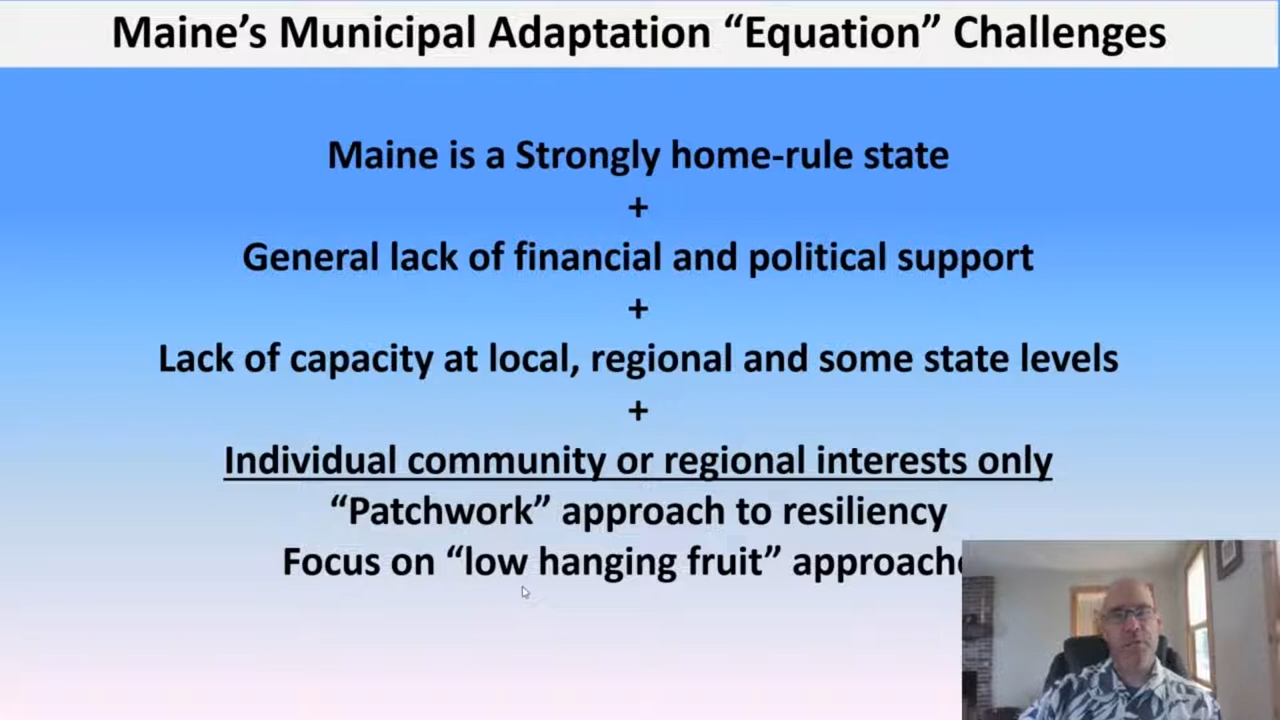 Maine’s Municipal Adaptation “Equation” Challenges
Maine is a Strongly home-rule state
+
General lack of financial and political support
+
Lack of capacity at local, regional and some state levels
+
Individual community or regional interests only
“Patchwork” approach to resiliency
Focus on “low hanging fruit”